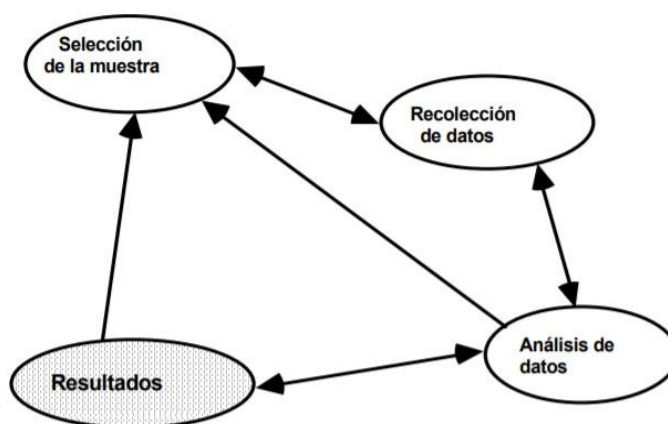 Selección
de la muestra
Recolección
de datos
Análisis de
datos
Resultados